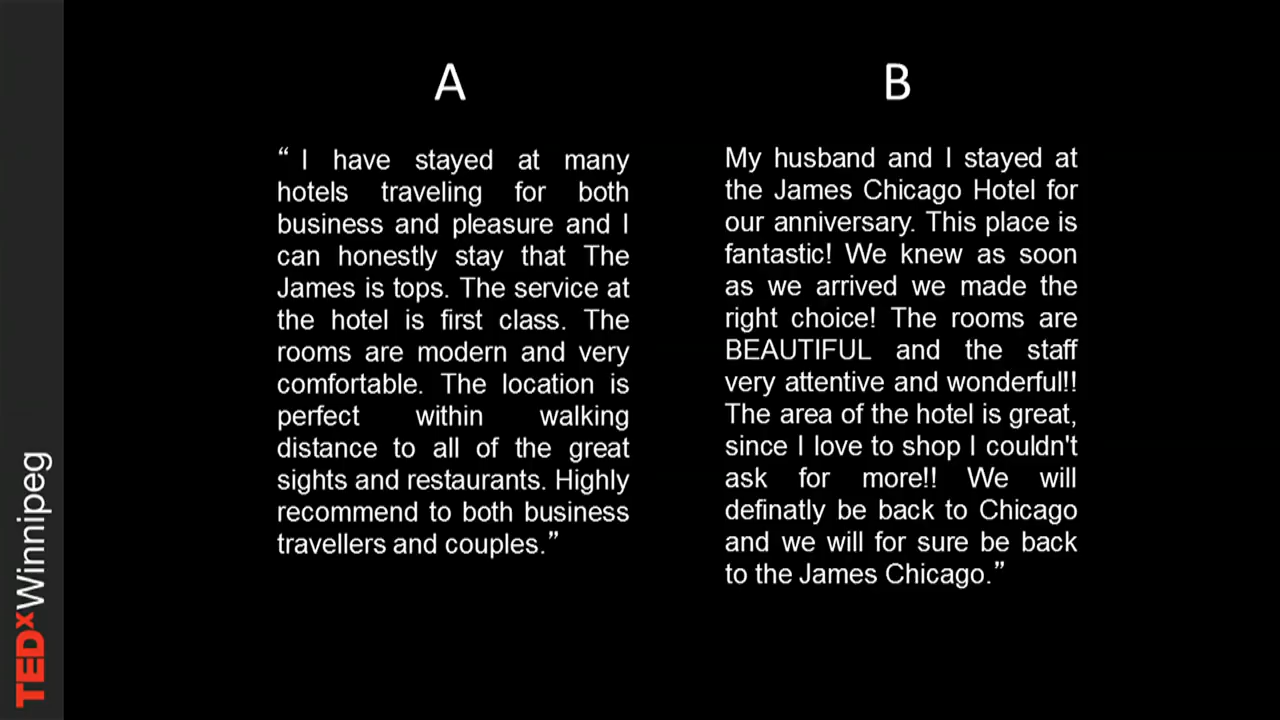 A
“ I have stayed at many
hotels traveling for both
business and pleasure and I
can honestly stay that The
James is tops. The service at
the hotel is first class. The
rooms are modern and very
comfortable. The location is
perfect within walking
distance to all of the great
sights and restaurants. Highly
recommend to both business
travellers and couples.”
B
My husband and I stayed at
the James Chicago Hotel for
our anniversary. This place is
fantastic! We knew as soon
as we arrived we made the
right choice! The rooms are
BEAUTIFUL and the staff
very attentive and wonderful!!
The area of the hotel is great,
since I love to shop I couldn't
ask for more!! We will
definatly be back to Chicago
and we will for sure be back
to the James Chicago.”
TEDxWinnipeg